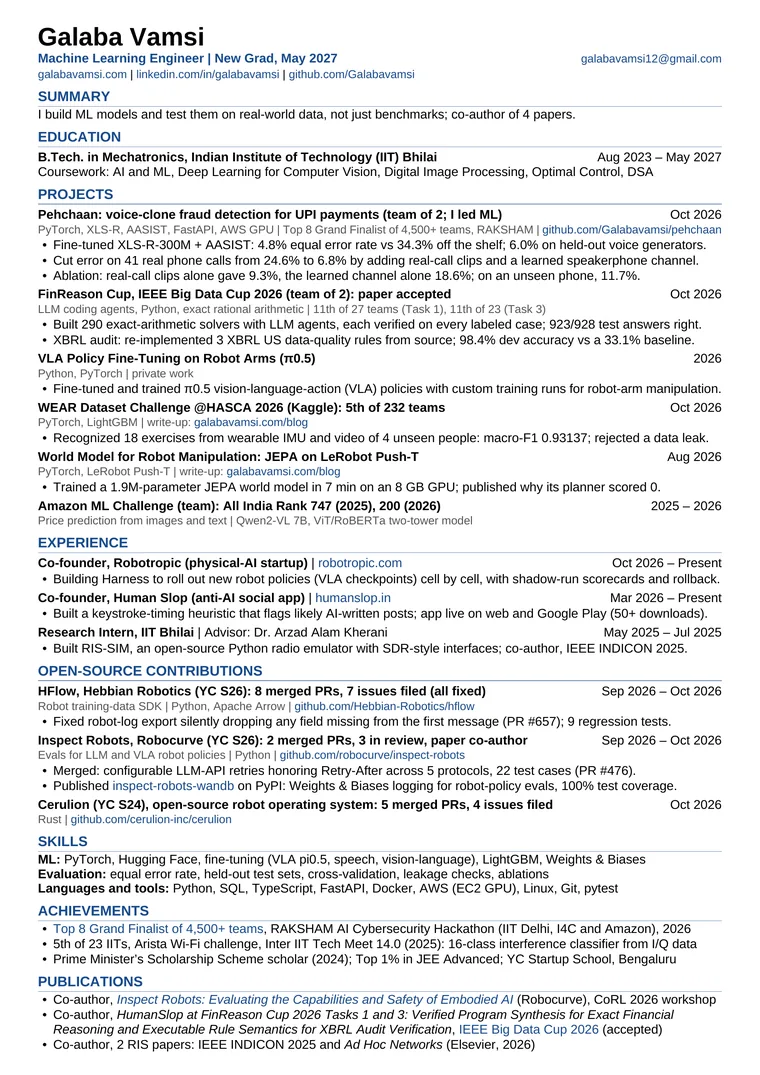 Galaba Vamsi
Machine Learning Engineer | New Grad, May 2027 galabavamsi12@gmail.com
galabavamsi.com | linkedin.com/in/galabavamsi | github.com/Galabavamsi
SUMMARY
I build ML models and test them on real-world data, not just benchmarks; co-author of 4 papers.
EDUCATION
B.Tech. in Mechatronics, Indian Institute of Technology (IIT) Bhilai Aug 2023 – May 2027
Coursework: AI and ML, Deep Learning for Computer Vision, Digital Image Processing, Optimal Control, DSA
PROJECTS
Pehchaan: voice-clone fraud detection for UPI payments (team of 2; I led ML) Oct 2026
PyTorch, XLS-R, AASIST, FastAPI, AWS GPU | Top 8 Grand Finalist of 4,500+ teams, RAKSHAM | github.com/Galabavamsi/pehchaan
• Fine-tuned XLS-R-300M + AASIST: 4.8% equal error rate vs 34.3% off the shelf; 6.0% on held-out voice generators.
• Cut error on 41 real phone calls from 24.6% to 6.8% by adding real-call clips and a learned speakerphone channel.
• Ablation: real-call clips alone gave 9.3%, the learned channel alone 18.6%; on an unseen phone, 11.7%.
FinReason Cup, IEEE Big Data Cup 2026 (team of 2): paper accepted Oct 2026
LLM coding agents, Python, exact rational arithmetic | 11th of 27 teams (Task 1), 11th of 23 (Task 3)
• Built 290 exact-arithmetic solvers with LLM agents, each verified on every labeled case; 923/928 test answers right.
• XBRL audit: re-implemented 3 XBRL US data-quality rules from source; 98.4% dev accuracy vs a 33.1% baseline.
VLA Policy Fine-Tuning on Robot Arms (π0.5) 2026
Python, PyTorch | private work
• Fine-tuned and trained π0.5 vision-language-action (VLA) policies with custom training runs for robot-arm manipulation.
WEAR Dataset Challenge @HASCA 2026 (Kaggle): 5th of 232 teams Oct 2026
PyTorch, LightGBM | write-up: galabavamsi.com/blog
• Recognized 18 exercises from wearable IMU and video of 4 unseen people: macro-F1 0.93137; rejected a data leak.
World Model for Robot Manipulation: JEPA on LeRobot Push-T Aug 2026
PyTorch, LeRobot Push-T | write-up: galabavamsi.com/blog
• Trained a 1.9M-parameter JEPA world model in 7 min on an 8 GB GPU; published why its planner scored 0.
Amazon ML Challenge (team): All India Rank 747 (2025), 200 (2026) 2025 – 2026
Price prediction from images and text | Qwen2-VL 7B, ViT/RoBERTa two-tower model
EXPERIENCE
Co-founder, Robotropic (physical-AI startup) | robotropic.com Oct 2026 – Present
• Building Harness to roll out new robot policies (VLA checkpoints) cell by cell, with shadow-run scorecards and rollback.
Co-founder, Human Slop (anti-AI social app) | humanslop.in Mar 2026 – Present
• Built a keystroke-timing heuristic that flags likely AI-written posts; app live on web and Google Play (50+ downloads).
Research Intern, IIT Bhilai | Advisor: Dr. Arzad Alam Kherani May 2025 – Jul 2025
• Built RIS-SIM, an open-source Python radio emulator with SDR-style interfaces; co-author, IEEE INDICON 2025.
OPEN-SOURCE CONTRIBUTIONS
HFlow, Hebbian Robotics (YC S26): 8 merged PRs, 7 issues filed (all fixed) Sep 2026 – Oct 2026
Robot training-data SDK | Python, Apache Arrow | github.com/Hebbian-Robotics/hflow
• Fixed robot-log export silently dropping any field missing from the first message (PR #657); 9 regression tests.
Inspect Robots, Robocurve (YC S26): 2 merged PRs, 3 in review, paper co-author Sep 2026 – Oct 2026
Evals for LLM and VLA robot policies | Python | github.com/robocurve/inspect-robots
• Merged: configurable LLM-API retries honoring Retry-After across 5 protocols, 22 test cases (PR #476).
• Published inspect-robots-wandb on PyPI: Weights & Biases logging for robot-policy evals, 100% test coverage.
Cerulion (YC S24), open-source robot operating system: 5 merged PRs, 4 issues filed Oct 2026
Rust | github.com/cerulion-inc/cerulion
SKILLS
ML: PyTorch, Hugging Face, fine-tuning (VLA pi0.5, speech, vision-language), LightGBM, Weights & Biases
Evaluation: equal error rate, held-out test sets, cross-validation, leakage checks, ablations
Languages and tools: Python, SQL, TypeScript, FastAPI, Docker, AWS (EC2 GPU), Linux, Git, pytest
ACHIEVEMENTS
• Top 8 Grand Finalist of 4,500+ teams, RAKSHAM AI Cybersecurity Hackathon (IIT Delhi, I4C and Amazon), 2026
• 5th of 23 IITs, Arista Wi-Fi challenge, Inter IIT Tech Meet 14.0 (2025): 16-class interference classifier from I/Q data
• Prime Minister’s Scholarship Scheme scholar (2024); Top 1% in JEE Advanced; YC Startup School, Bengaluru
PUBLICATIONS
• Co-author, Inspect Robots: Evaluating the Capabilities and Safety of Embodied AI (Robocurve), CoRL 2026 workshop
• Co-author, HumanSlop at FinReason Cup 2026 Tasks 1 and 3: Verified Program Synthesis for Exact Financial
Reasoning and Executable Rule Semantics for XBRL Audit Verification, IEEE Big Data Cup 2026 (accepted)
• Co-author, 2 RIS papers: IEEE INDICON 2025 and Ad Hoc Networks (Elsevier, 2026)